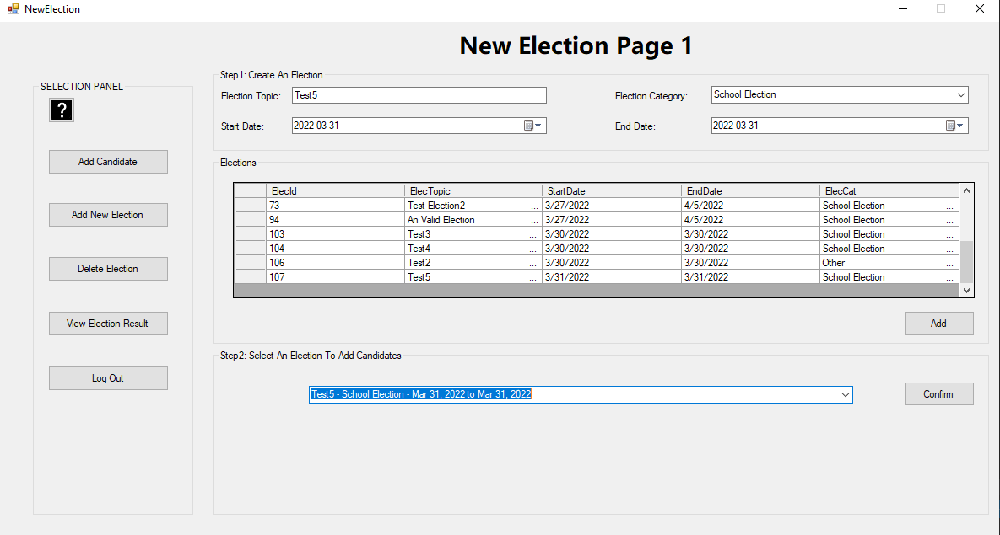 NewElection
New Election Page 1
SELECTION PANEL
?
Add Candidate
Add New Election
Delete Election
View Election Result
Log Out
Step1: Create An Election
Election Topic: Test5 Election Category: School Election
Start Date: 2022-03-31 End Date: 2022-03-31
Elections
ElecId ElecTopic StartDate EndDate ElecCat
73 Test Election2 ... 3/27/2022 4/5/2022 School Election ...
94 An Valid Election ... 3/27/2022 4/5/2022 School Election ...
103 Test3 ... 3/30/2022 3/30/2022 School Election ...
104 Test4 ... 3/30/2022 3/30/2022 School Election ...
106 Test2 ... 3/30/2022 3/30/2022 Other ...
107 Test5 ... 3/31/2022 3/31/2022 School Election ...
Add
Step2: Select An Election To Add Candidates
Test5 - School Election - Mar 31, 2022 to Mar 31, 2022
Confirm